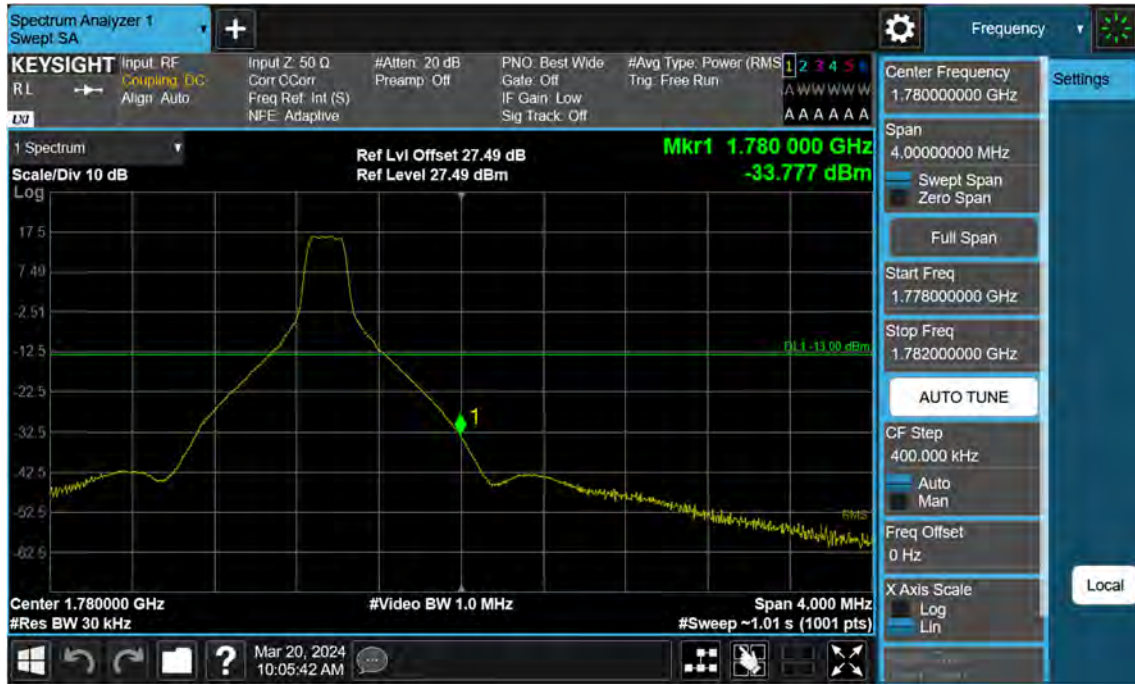 Spectrum Analyzer 1
Swept SA
+
Frequency
KEYSIGHT
RL
LXI
Input: RF
Coupling: DC
Align: Auto
Input Z: 50 Ω
Corr CCorr
Freq Ref: Int (S)
NFE: Adaptive
#Atten: 20 dB
Preamp: Off
PNO: Best Wide
Gate: Off
IF Gain: Low
Sig Track: Off
#Avg Type: Power (RMS
Trig: Free Run
1 2 3 4 5 6
A W W W W W
A A A A A A
1 Spectrum
Scale/Div 10 dB
Ref Lvl Offset 27.49 dB
Ref Level 27.49 dBm
Mkr1 1.780 000 GHz
-33.777 dBm
Log
17.5
7.49
-2.51
-12.5
-22.5
-32.5
-42.5
-52.5
-62.5
DL1 -13.00 dBm
1
RMS
Center 1.780000 GHz
#Res BW 30 kHz
#Video BW 1.0 MHz
Span 4.000 MHz
#Sweep ~1.01 s (1001 pts)
Center Frequency
1.780000000 GHz
Settings
Span
4.00000000 MHz
Swept Span
Zero Span
Full Span
Start Freq
1.778000000 GHz
Stop Freq
1.782000000 GHz
AUTO TUNE
CF Step
400.000 kHz
Auto
Man
Freq Offset
0 Hz
X Axis Scale
Log
Lin
Local
?
Mar 20, 2024
10:05:42 AM